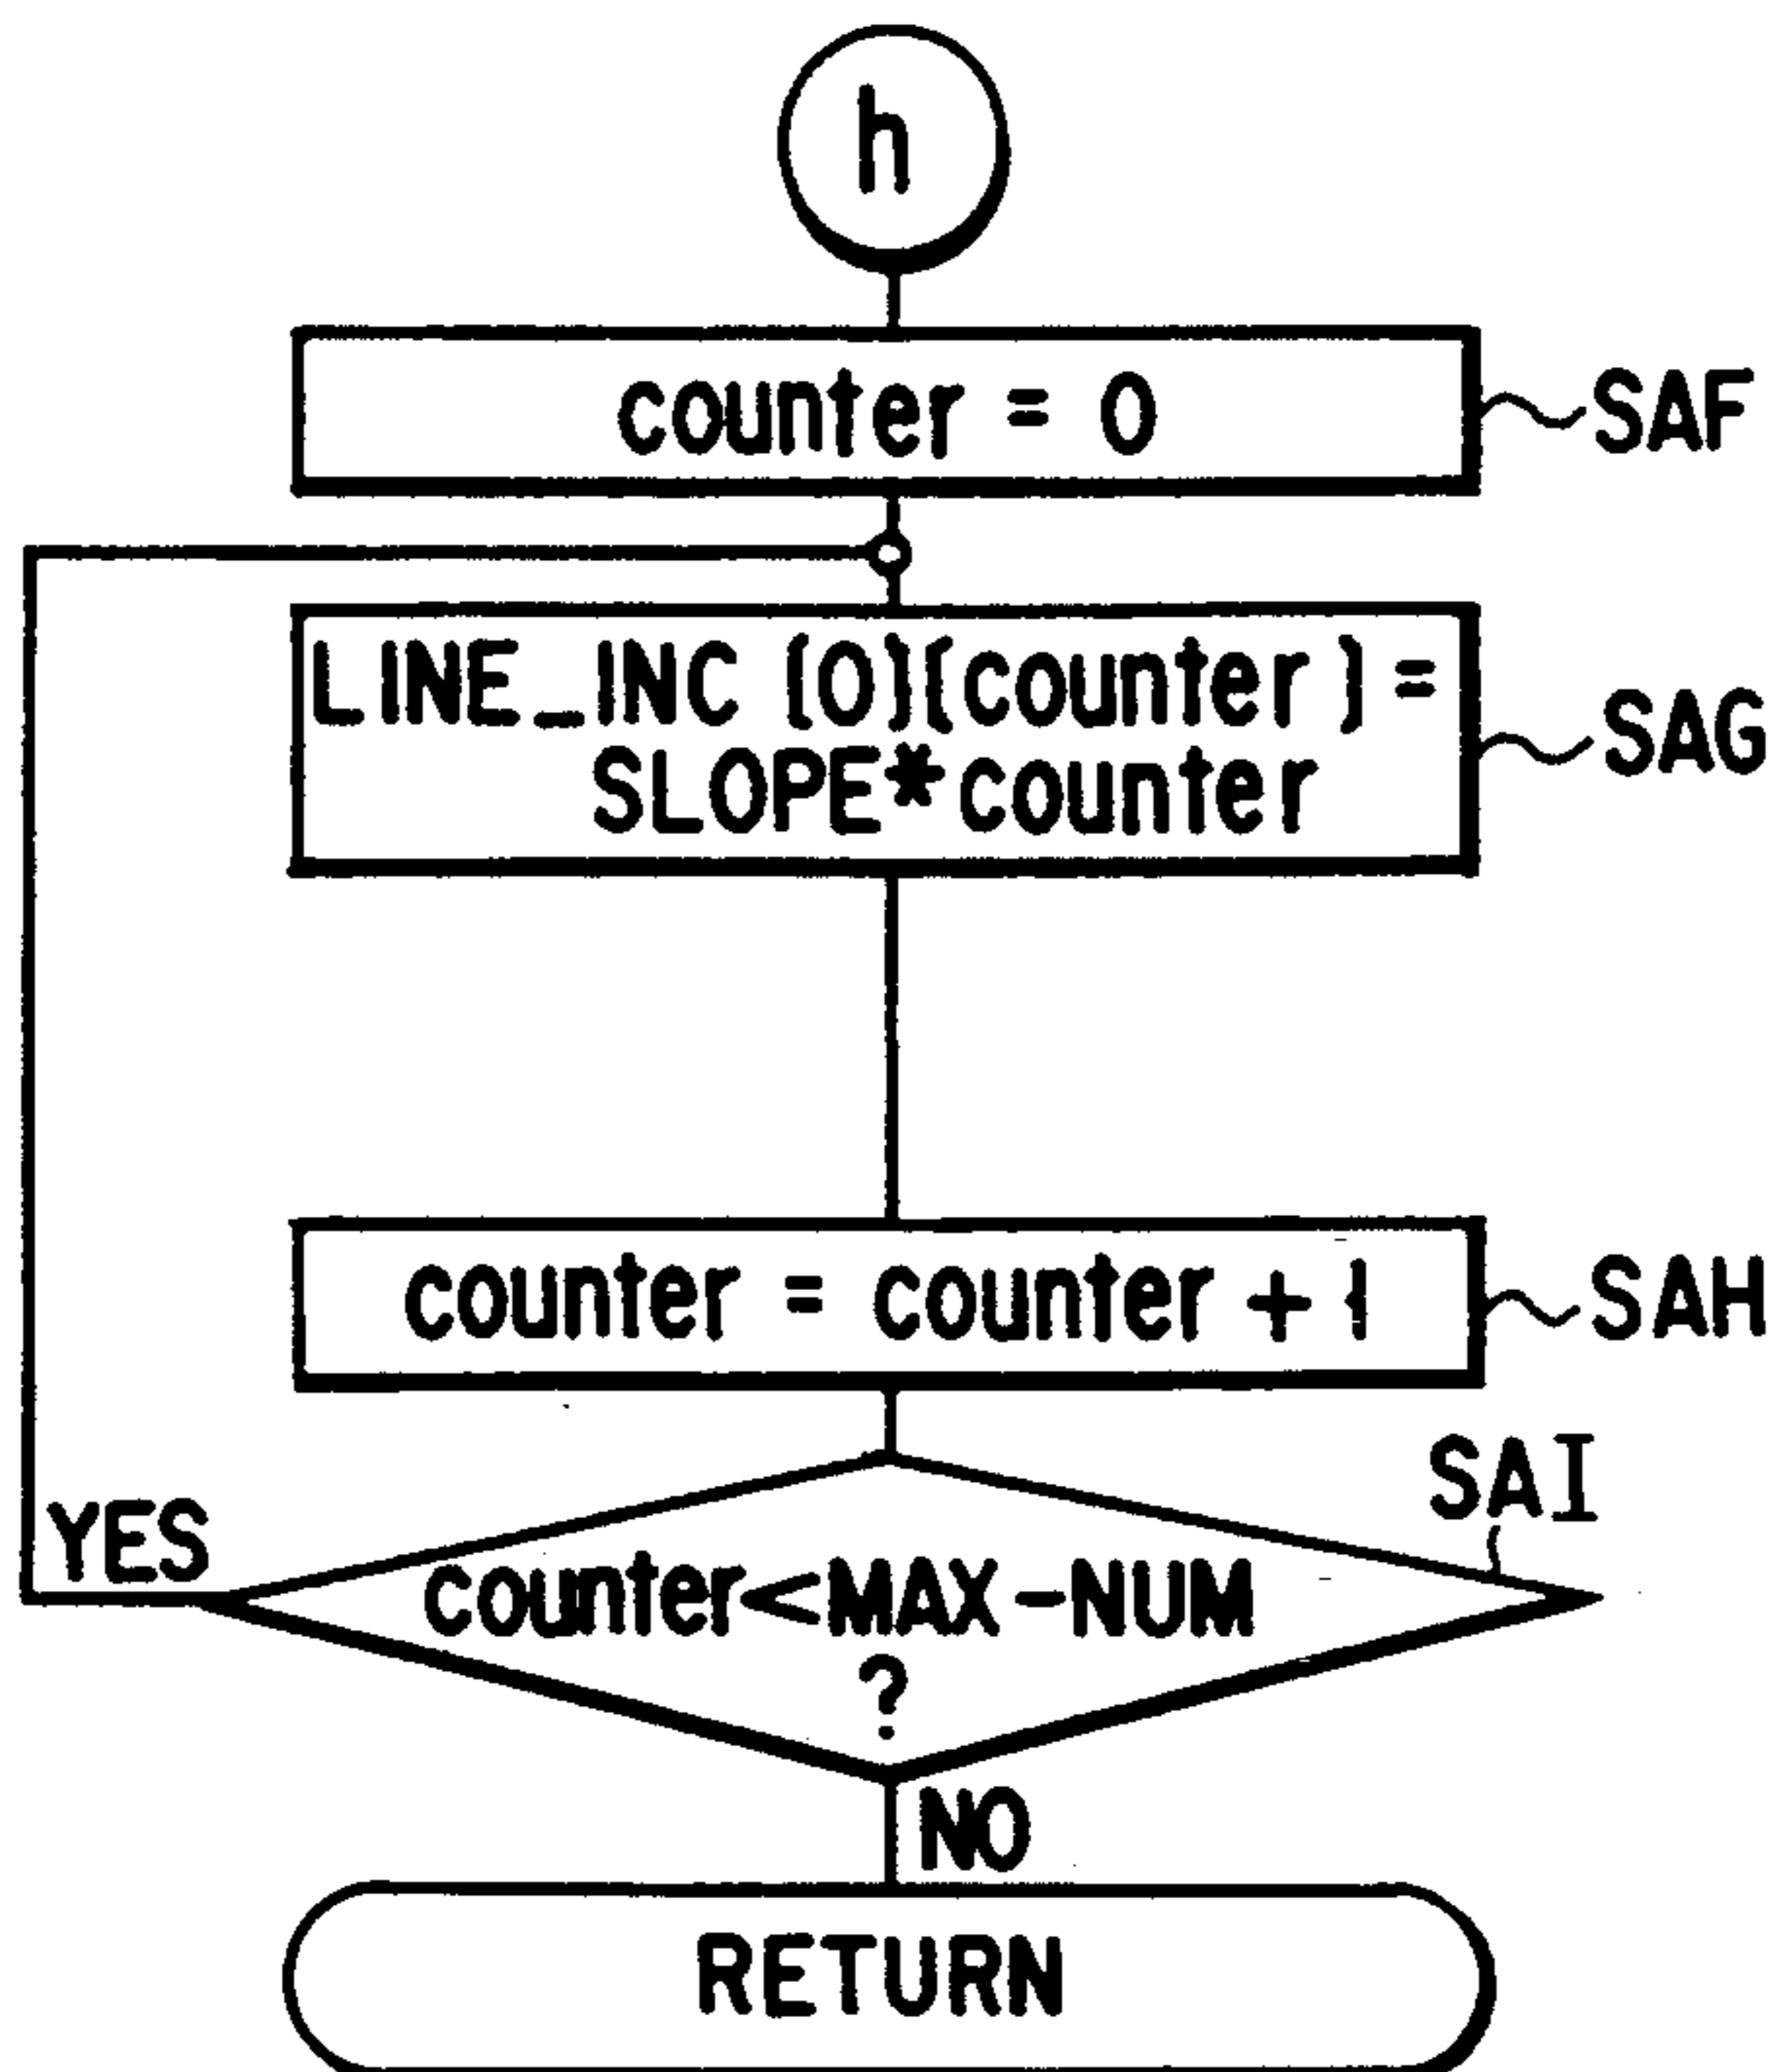 h
counter = 0
SAF
LINE_INC [0][counter] =
SLOPE*counter
SAG
counter = counter + 1
SAH
SAI
YES
counter<MAX-NUM
?
NO
RETURN